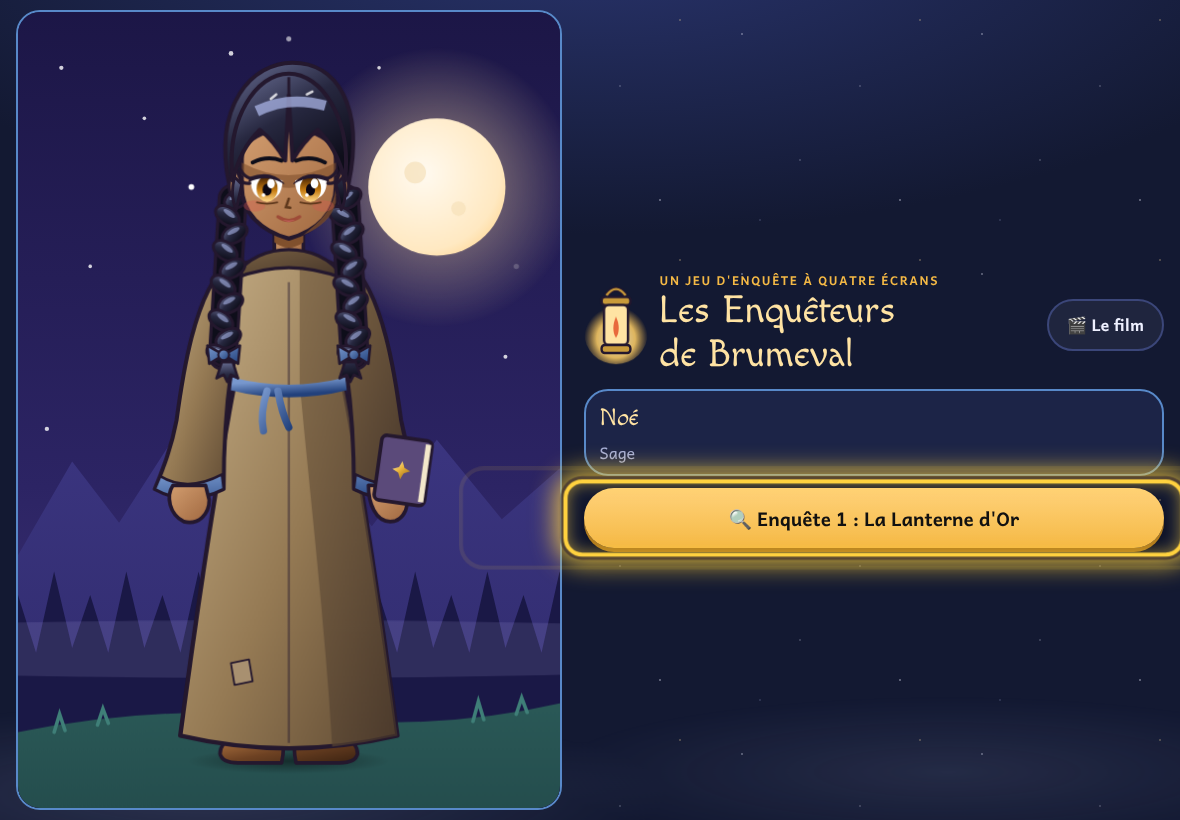 UN JEU D'ENQUÊTE À QUATRE ÉCRANS
Les Enquêteurs
de Brumeval
🎬 Le film
Noé
Sage
🔍 Enquête 1 : La Lanterne d'Or